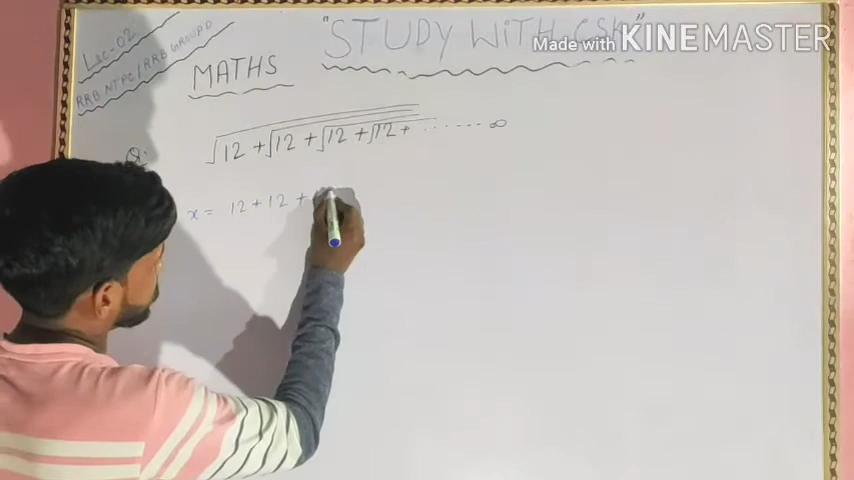 Lec-02
RRB NTPC/RRB GROUP D
"STUDY WiTH CSK"
Made with KINEMASTER
MATHS
Q. √12 + √12 + √12 + √12 + ....... ∞
x = 12 + 12 +